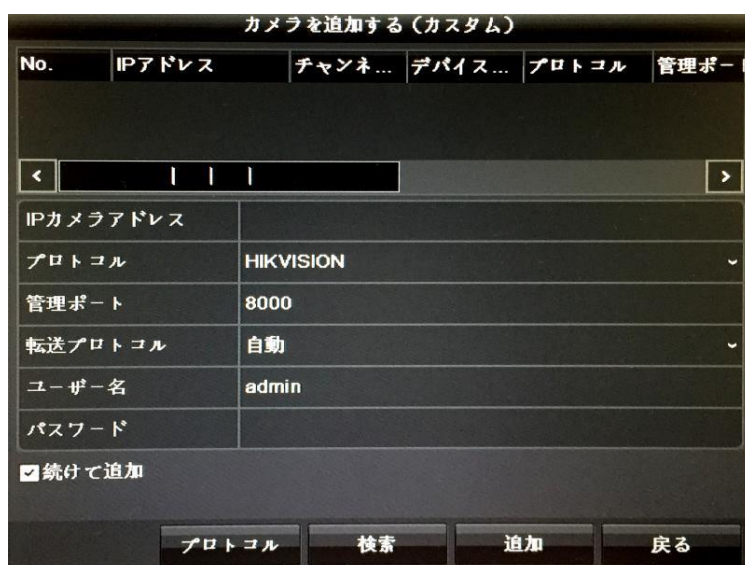 カメラを追加する（カスタム）
No. IPアドレス チャンネ... デバイス... プロトコル 管理ポー
IPカメラアドレス
プロトコル HIKVISION
管理ポート 8000
転送プロトコル 自動
ユーザー名 admin
パスワード
続けて追加
プロトコル 検索 追加 戻る